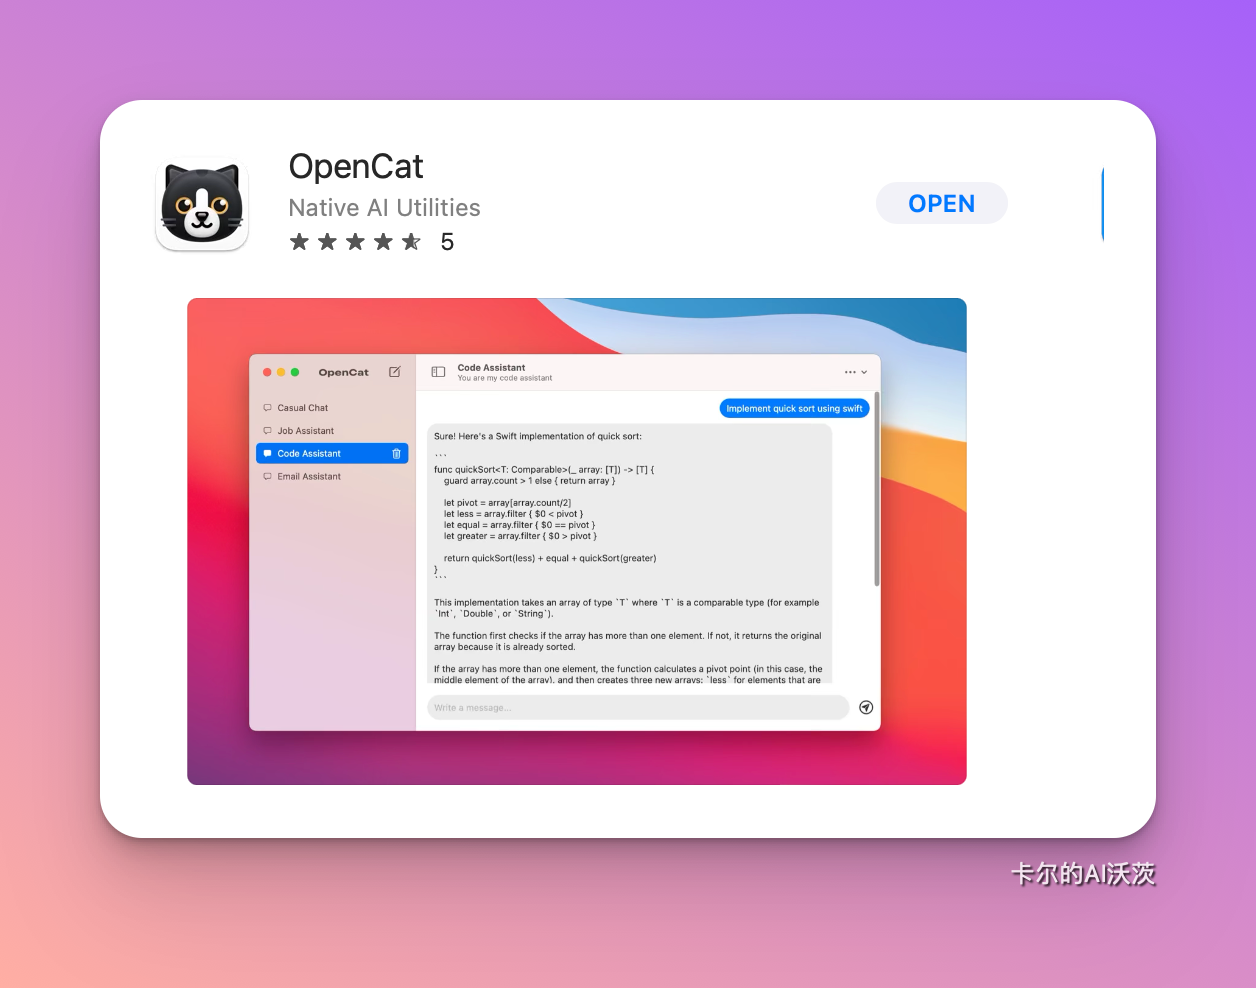 OpenCat
Native AI Utilities
5
OPEN
OpenCat
Casual Chat
Job Assistant
Code Assistant
Email Assistant
Code Assistant
You are my code assistant
Implement quick sort using swift
Sure! Here's a Swift implementation of quick sort:
```
func quickSort<T: Comparable>(_ array: [T]) -> [T] {
guard array.count > 1 else { return array }
let pivot = array[array.count/2]
let less = array.filter { $0 < pivot }
let equal = array.filter { $0 == pivot }
let greater = array.filter { $0 > pivot }
return quickSort(less) + equal + quickSort(greater)
}
```
This implementation takes an array of type `T` where `T` is a comparable type (for example
`Int`, `Double`, or `String`).
The function first checks if the array has more than one element. If not, it returns the original
array because it is already sorted.
If the array has more than one element, the function calculates a pivot point (in this case, the
middle element of the array), and then creates three new arrays: `less` for elements that are
Write a message...
卡尔的AI沃茨